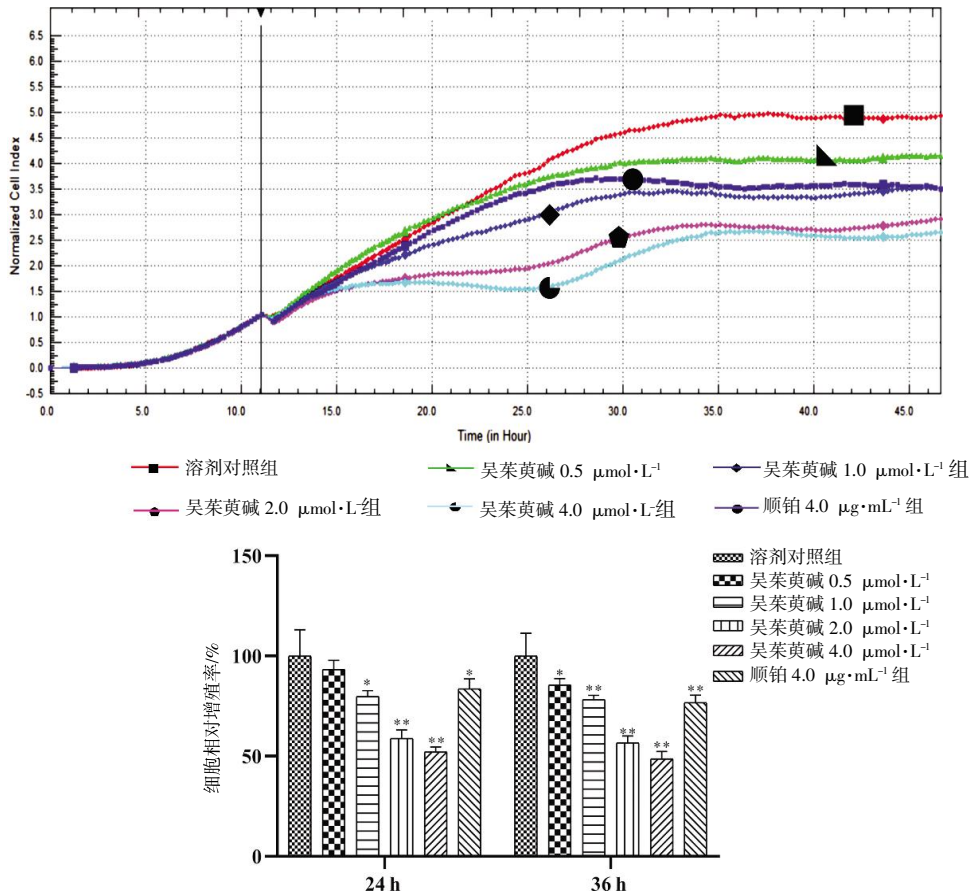 6.5
6.0
5.5
5.0
4.5
4.0
3.5
3.0
2.5
2.0
1.5
1.0
0.5
0.0
-0.5
Normalized Cell Index
0.0 5.0 10.0 15.0 20.0 25.0 30.0 35.0 40.0 45.0
Time (in Hour)
溶剂对照组 吴茱萸碱 0.5 μmol·L⁻¹ 吴茱萸碱 1.0 μmol·L⁻¹ 组
吴茱萸碱 2.0 μmol·L⁻组 吴茱萸碱 4.0 μmol·L⁻组 顺铂 4.0 μg·mL⁻¹ 组
150
100
50
0
细胞相对增殖率/%
* ** ** * * ** ** ** **
24 h 36 h
溶剂对照组
吴茱萸碱 0.5 μmol·L⁻¹
吴茱萸碱 1.0 μmol·L⁻¹
吴茱萸碱 2.0 μmol·L⁻¹
吴茱萸碱 4.0 μmol·L⁻¹
顺铂 4.0 μg·mL⁻¹ 组